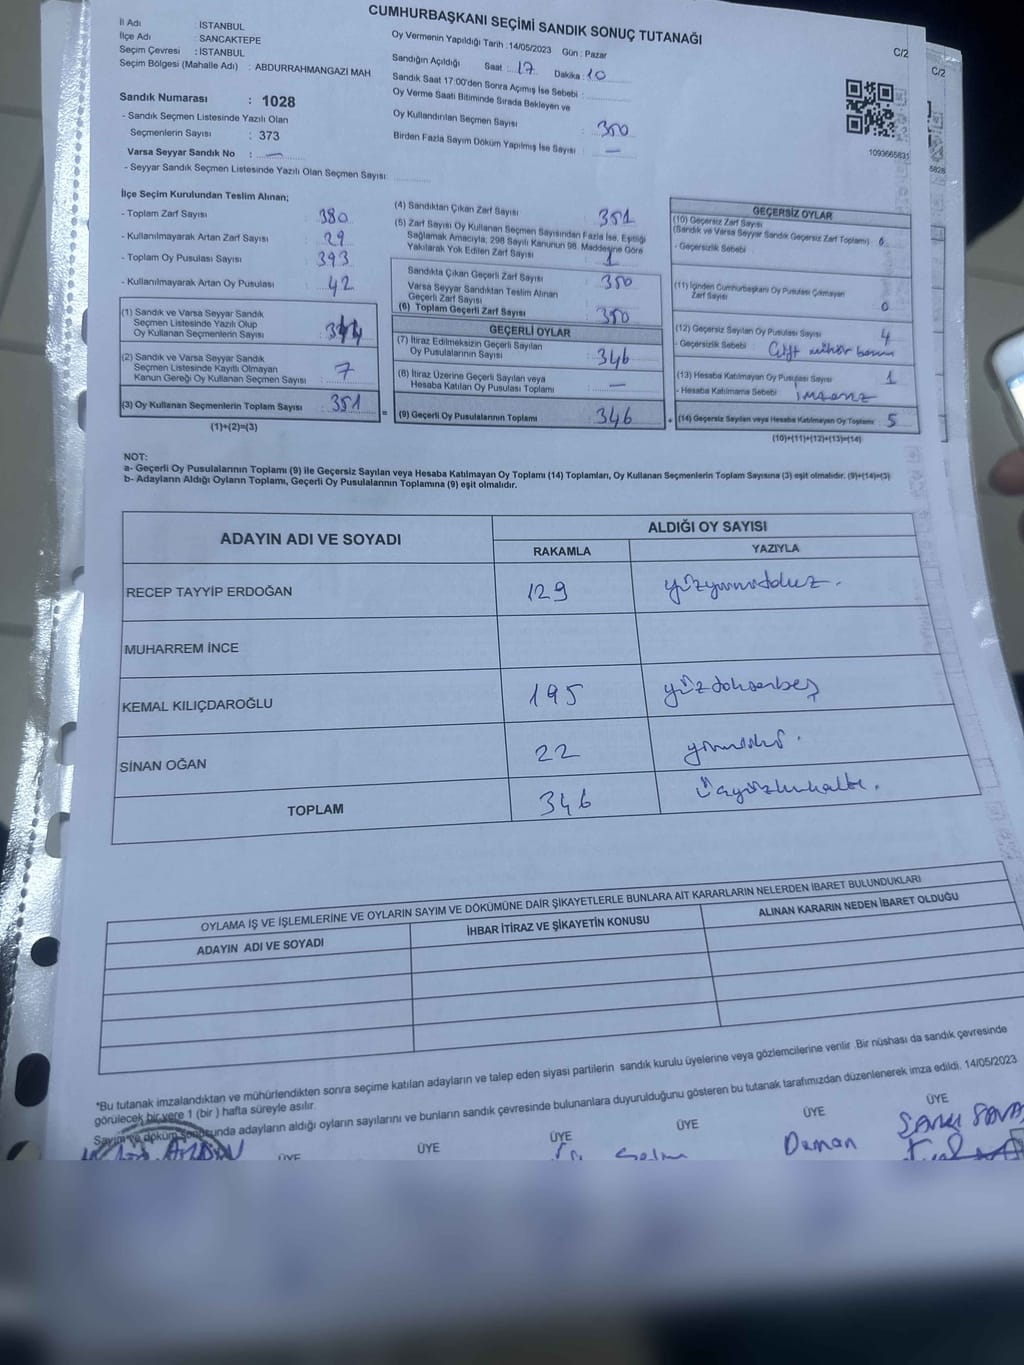 CUMHURBAŞKANI SEÇİMİ SANDIK SONUÇ TUTANAĞI
C/2
C/2
İl Adı : İSTANBUL
İlçe Adı : SANCAKTEPE
Seçim Çevresi : İSTANBUL
Seçim Bölgesi (Mahalle Adı) : ABDURRAHMANGAZİ MAH.
Sandık Numarası : 1028
- Sandık Seçmen Listesinde Yazılı Olan
Seçmenlerin Sayısı : 373
Varsa Seyyar Sandık No : —
- Seyyar Sandık Seçmen Listesinde Yazılı Olan Seçmen Sayısı:
Oy Vermenin Yapıldığı Tarih :14/05/2023 Gün : Pazar
Sandığın Açıldığı Saat : 17 Dakika : 10
Sandık Saat 17:00'den Sonra Açımış İse Sebebi :
Oy Verme Saati Bitiminde Sırada Bekleyen ve
Oy Kullandırılan Seçmen Sayısı : 350
Birden Fazla Sayım Döküm Yapılmış İse Sayısı : —
1093665831
5828
İlçe Seçim Kurulundan Teslim Alınan;
- Toplam Zarf Sayısı : 380
- Kullanılmayarak Artan Zarf Sayısı : 29
- Toplam Oy Pusulası Sayısı : 393
- Kullanılmayarak Artan Oy Pusulası : 42
(1) Sandık ve Varsa Seyyar Sandık
Seçmen Listesinde Yazılı Olup
Oy Kullanan Seçmenlerin Sayısı : 344
(2) Sandık ve Varsa Seyyar Sandık
Seçmen Listesinde Kayıtlı Olmayan
Kanun Gereği Oy Kullanan Seçmen Sayısı : 7
(3) Oy Kullanan Seçmenlerin Toplam Sayısı : 351
(1)+(2)=(3)
(4) Sandıktan Çıkan Zarf Sayısı : 351
(5) Zarf Sayısı Oy Kullanan Seçmen Sayısından Fazla İse, Eşitliği
Sağlamak Amacıyla, 298 Sayılı Kanunun 98. Maddesine Göre
Yakılarak Yok Edilen Zarf Sayısı : 1
Sandıkta Çıkan Geçerli Zarf Sayısı : 350
Varsa Seyyar Sandıktan Teslim Alınan
Geçerli Zarf Sayısı
(6) Toplam Geçerli Zarf Sayısı : 350
GEÇERLİ OYLAR
(7) İtiraz Edilmeksizin Geçerli Sayılan
Oy Pusulalarının Sayısı : 346
(8) İtiraz Üzerine Geçerli Sayılan veya
Hesaba Katılan Oy Pusulası Toplamı : —
(9) Geçerli Oy Pusulalarının Toplamı : 346
GEÇERSİZ OYLAR
(10) Geçersiz Zarf Sayısı
(Sandık ve Varsa Seyyar Sandık Geçersiz Zarf Toplamı) : 0
- Geçersizlik Sebebi :
(11) İçinden Cumhurbaşkanı Oy Pusulası Çıkmayan
Zarf Sayısı : 0
(12) Geçersiz Sayılan Oy Pusulası Sayısı : 4
- Geçersizlik Sebebi : Çift mühür basımı
(13) Hesaba Katılmayan Oy Pusulası Sayısı : 1
- Hesaba Katılmama Sebebi : imzasız
(14) Geçersiz Sayılan veya Hesaba Katılmayan Oy Toplamı : 5
(10)+(11)+(12)+(13)=(14)
NOT:
a- Geçerli Oy Pusulalarının Toplamı (9) ile Geçersiz Sayılan veya Hesaba Katılmayan Oy Toplamı (14) Toplamları, Oy Kullanan Seçmenlerin Toplam Sayısına (3) eşit olmalıdır. (9)+(14)=(3)
b- Adayların Aldığı Oyların Toplamı, Geçerli Oy Pusulalarının Toplamına (9) eşit olmalıdır.
ADAYIN ADI VE SOYADI
ALDIĞI OY SAYISI
RAKAMLA YAZIYLA
RECEP TAYYİP ERDOĞAN 129 yüzyirmidokuz.
MUHARREM İNCE
KEMAL KILIÇDAROĞLU 195 yüzdoksanbeş
SİNAN OĞAN 22 yirmiiki.
TOPLAM 346 üçyüzkırkaltı.
OYLAMA İŞ VE İŞLEMLERİNE VE OYLARIN SAYIM VE DÖKÜMÜNE DAİR ŞİKAYETLERLE BUNLARA AİT KARARLARIN NELERDEN İBARET BULUNDUKLARI
ADAYIN ADI VE SOYADI İHBAR İTİRAZ VE ŞİKAYETİN KONUSU ALINAN KARARIN NEDEN İBARET OLDUĞU
*Bu tutanak imzalandıktan ve mühürlendikten sonra seçime katılan adayların ve talep eden siyasi partilerin sandık kurulu üyelerine veya gözlemcilerine verilir .Bir nüshası da sandık çevresinde
görülecek bir yere 1 (bir ) hafta süreyle asılır.
Sayım ve döküm sonucunda adayların aldığı oyların sayılarını ve bunların sandık çevresinde bulunanlara duyurulduğunu gösteren bu tutanak tarafımızdan düzenlenerek imza edildi. 14/05/2023
ÜYE ÜYE ÜYE ÜYE ÜYE ÜYE
Duman